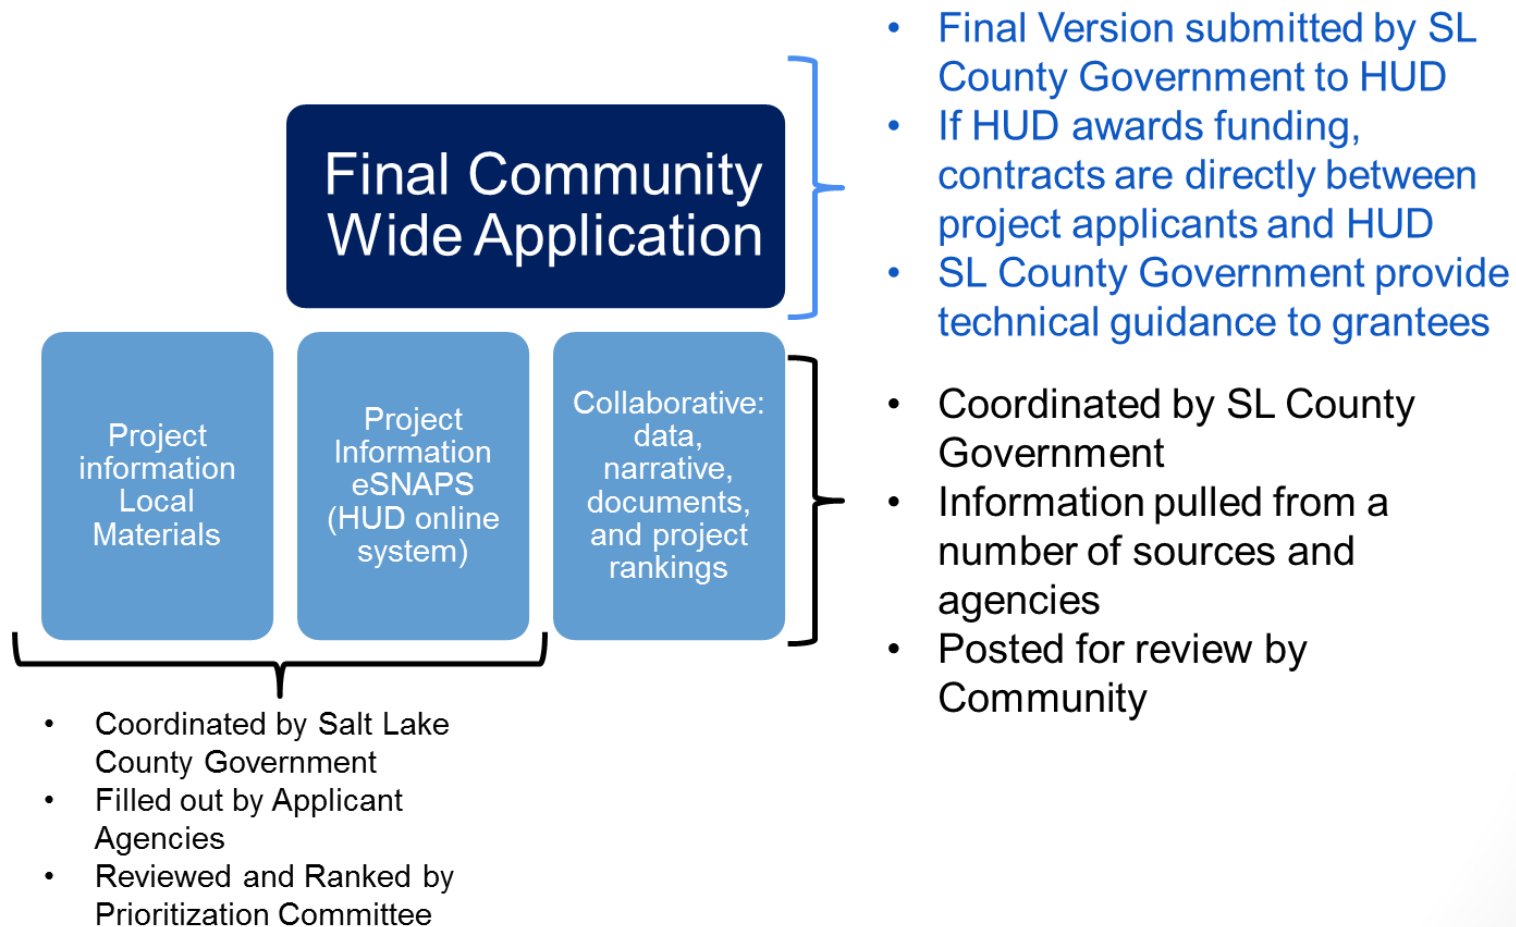 Final Community
Wide Application
• Final Version submitted by SL
County Government to HUD
• If HUD awards funding,
contracts are directly between
project applicants and HUD
• SL County Government provide
technical guidance to grantees
Project
information
Local
Materials
Project
Information
eSNAPS
(HUD online
system)
Collaborative:
data,
narrative,
documents,
and project
rankings
• Coordinated by SL County
Government
• Information pulled from a
number of sources and
agencies
• Posted for review by
Community
• Coordinated by Salt Lake
County Government
• Filled out by Applicant
Agencies
• Reviewed and Ranked by
Prioritization Committee